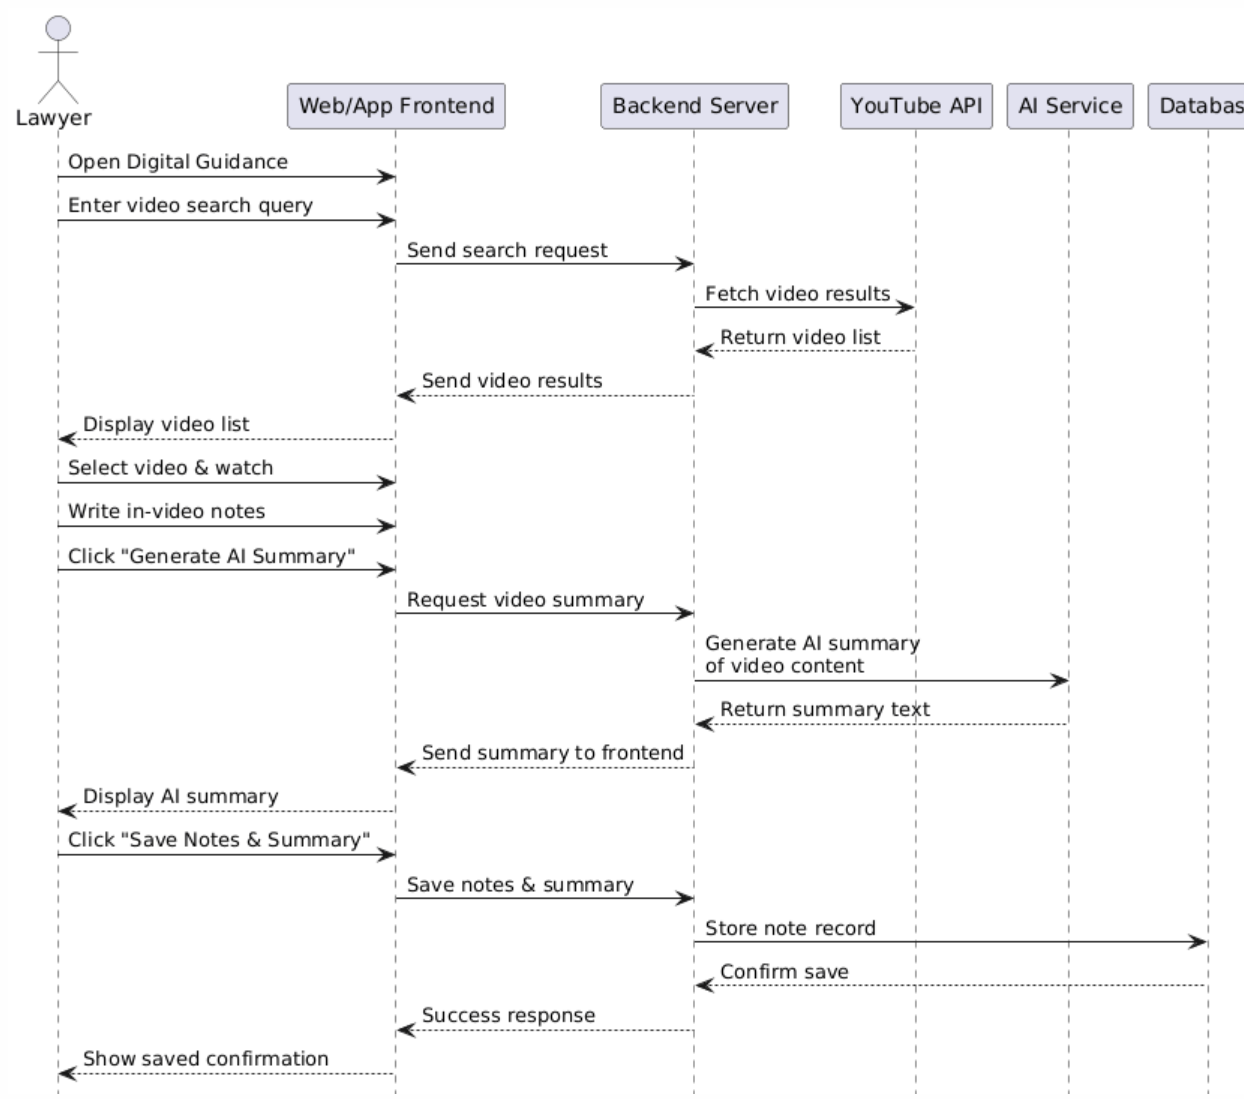 Lawyer
Web/App Frontend
Backend Server
YouTube API
AI Service
Databas
Open Digital Guidance
Enter video search query
Send search request
Fetch video results
Return video list
Send video results
Display video list
Select video & watch
Write in-video notes
Click "Generate AI Summary"
Request video summary
Generate AI summary
of video content
Return summary text
Send summary to frontend
Display AI summary
Click "Save Notes & Summary"
Save notes & summary
Store note record
Confirm save
Success response
Show saved confirmation